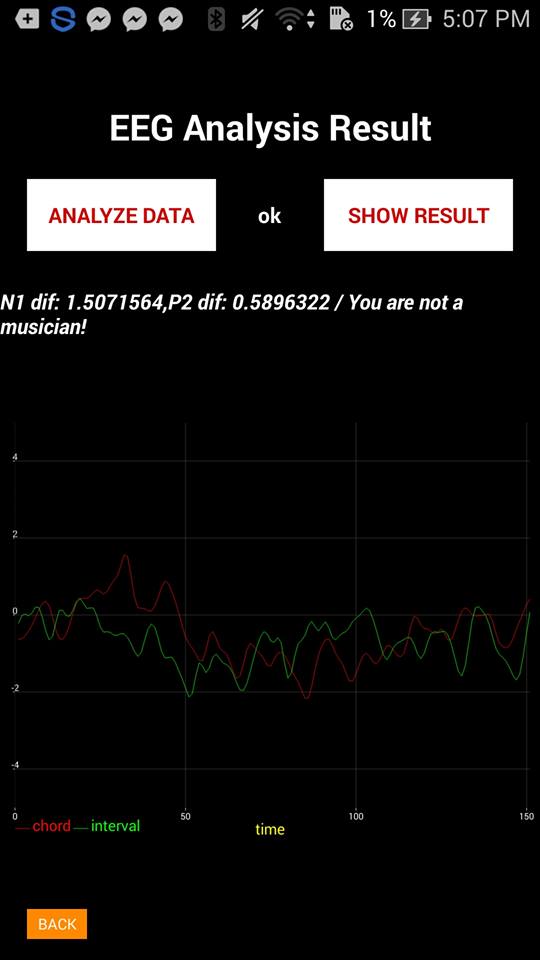 1% 5:07 PM
EEG Analysis Result
ANALYZE DATA ok SHOW RESULT
N1 dif: 1.5071564,P2 dif: 0.5896322 / You are not a
musician!
4
2
0
-2
-4
0 50 100 150
chord interval time
BACK